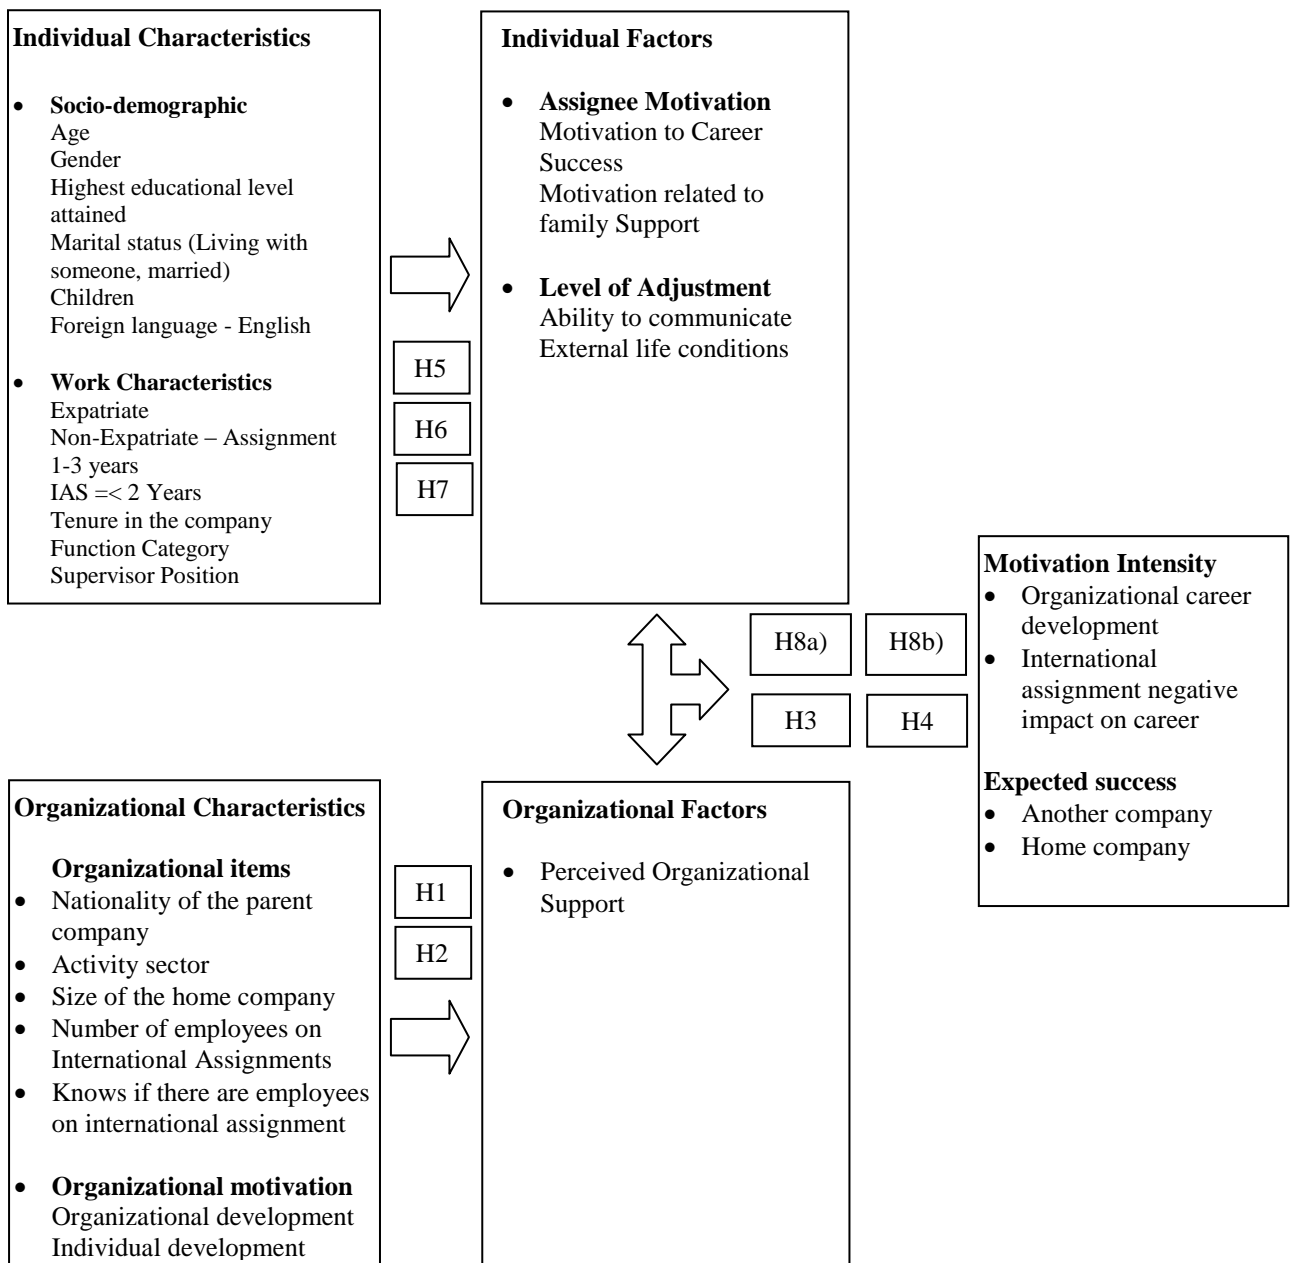 Individual Characteristics
• Socio-demographic
Age
Gender
Highest educational level
attained
Marital status (Living with
someone, married)
Children
Foreign language - English
• Work Characteristics
Expatriate
Non-Expatriate – Assignment
1-3 years
IAS =< 2 Years
Tenure in the company
Function Category
Supervisor Position
H5
H6
H7
Individual Factors
• Assignee Motivation
Motivation to Career
Success
Motivation related to
family Support
• Level of Adjustment
Ability to communicate
External life conditions
H8a)
H8b)
H3
H4
Motivation Intensity
• Organizational career
development
• International
assignment negative
impact on career
Expected success
• Another company
• Home company
Organizational Characteristics
Organizational items
• Nationality of the parent
company
• Activity sector
• Size of the home company
• Number of employees on
International Assignments
• Knows if there are employees
on international assignment
• Organizational motivation
Organizational development
Individual development
H1
H2
Organizational Factors
• Perceived Organizational
Support